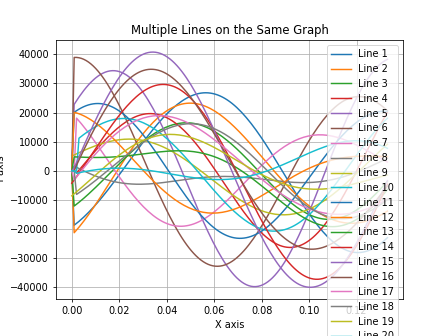 Multiple Lines on the Same Graph
40000
30000
20000
10000
0
−10000
−20000
−30000
−40000
0.00
0.02
0.04
0.06
0.08
0.10
X axis
Line 1
Line 2
Line 3
Line 4
Line 5
Line 6
Line 7
Line 8
Line 9
Line 10
Line 11
Line 12
Line 13
Line 14
Line 15
Line 16
Line 17
Line 18
Line 19
Line 20